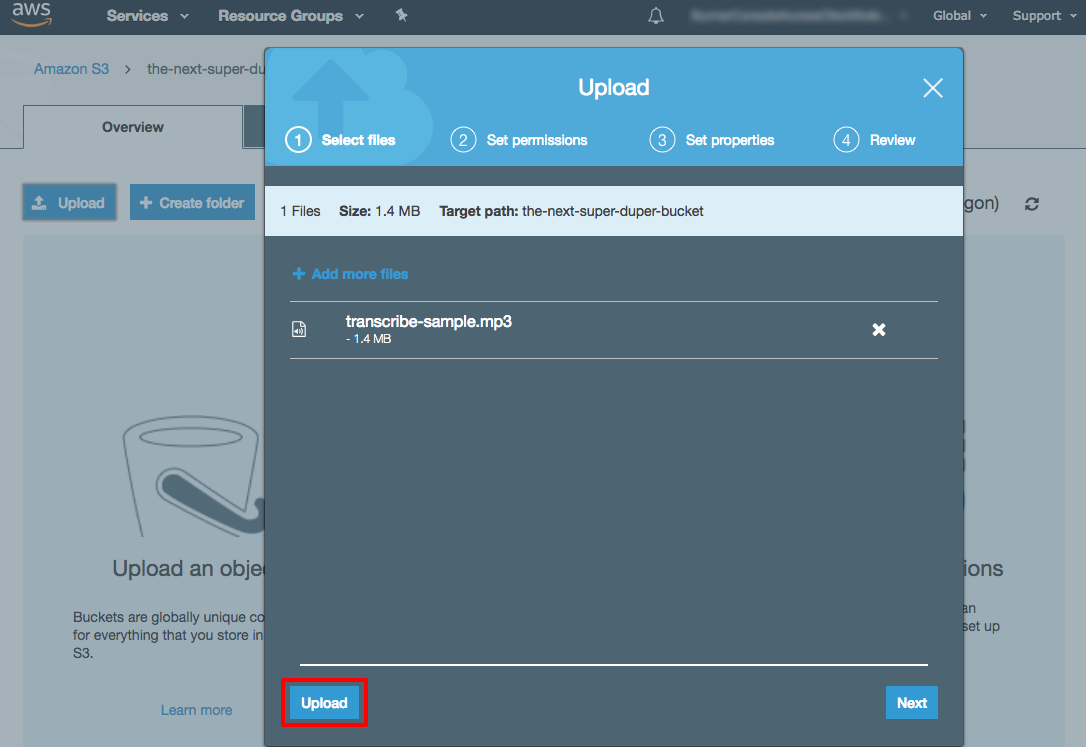 aws
Services
Resource Groups
Global
Support
Amazon S3 > the-next-super-du
Overview
Upload
Create folder
gon)
Upload
1 Select files
2 Set permissions
3 Set properties
4 Review
1 Files Size: 1.4 MB Target path: the-next-super-duper-bucket
+ Add more files
transcribe-sample.mp3
- 1.4 MB
Upload an obje
Buckets are globally unique co
for everything that you store in
S3.
Learn more
ions
an
set up
Upload
Next